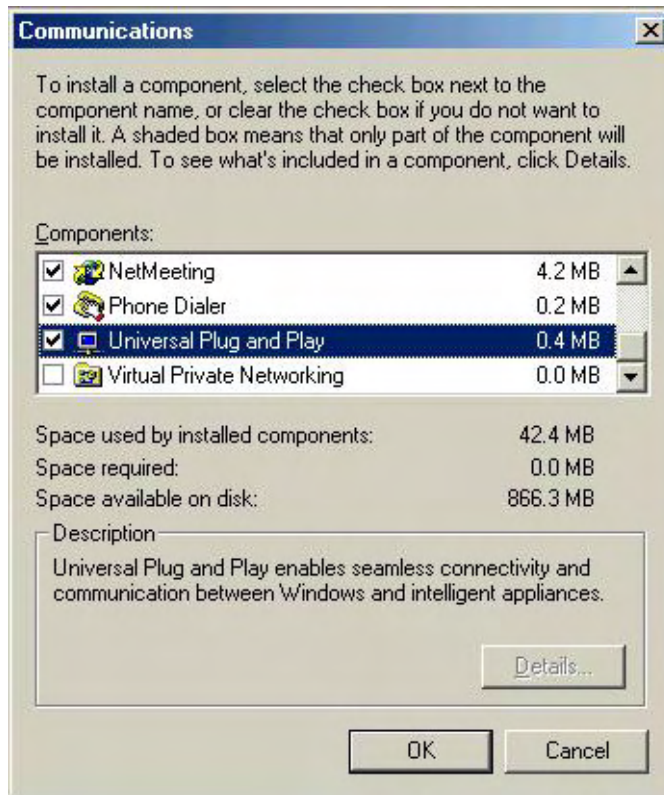 Communications
To install a component, select the check box next to the
component name, or clear the check box if you do not want to
install it. A shaded box means that only part of the component will
be installed. To see what's included in a component, click Details.
Components:
NetMeeting 4.2 MB
Phone Dialer 0.2 MB
Universal Plug and Play 0.4 MB
Virtual Private Networking 0.0 MB
Space used by installed components: 42.4 MB
Space required: 0.0 MB
Space available on disk: 866.3 MB
Description
Universal Plug and Play enables seamless connectivity and
communication between Windows and intelligent appliances.
Details...
OK Cancel